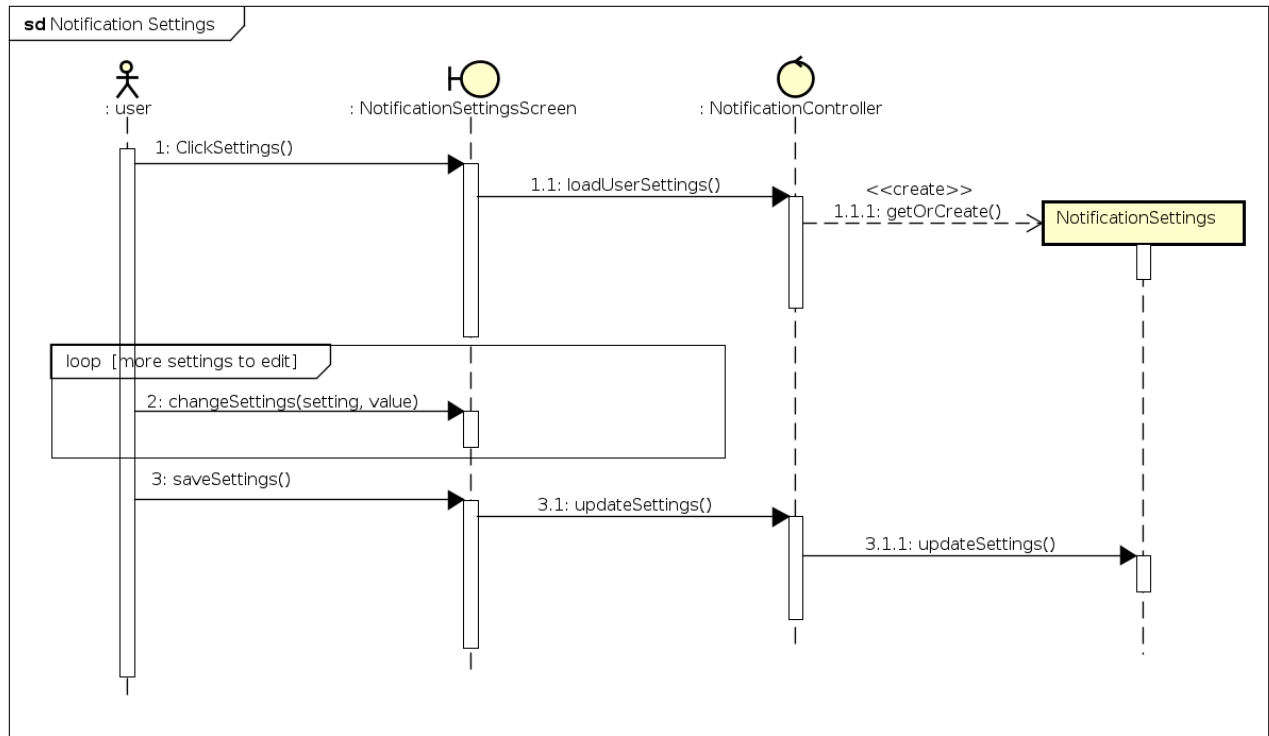 sd Notification Settings
: user
: NotificationSettingsScreen
: NotificationController
1: ClickSettings()
1.1: loadUserSettings()
<<create>>
1.1.1: getOrCreate()
NotificationSettings
loop [more settings to edit]
2: changeSettings(setting, value)
3: saveSettings()
3.1: updateSettings()
3.1.1: updateSettings()